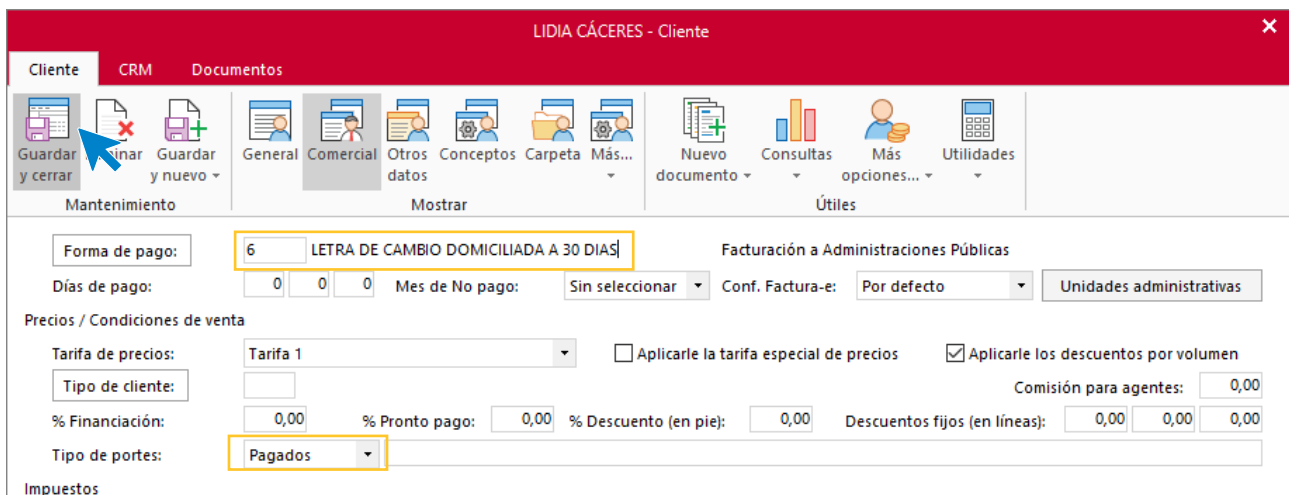 LIDIA CÁCERES - Cliente
Cliente CRM Documentos
Guardar y cerrar
Guardar y nuevo
General Comercial Otros datos Conceptos Carpeta Más...
Nuevo documento Consultas Más opciones... Utilidades
Mantenimiento Mostrar Útiles
Forma de pago: 6 LETRA DE CAMBIO DOMICILIADA A 30 DIAS Facturación a Administraciones Públicas
Días de pago: 0 0 0 Mes de No pago: Sin seleccionar Conf. Factura-e: Por defecto Unidades administrativas
Precios / Condiciones de venta
Tarifa de precios: Tarifa 1 Aplicarle la tarifa especial de precios Aplicarle los descuentos por volumen
Tipo de cliente: Comisión para agentes: 0,00
% Financiación: 0,00 % Pronto pago: 0,00 % Descuento (en pie): 0,00 Descuentos fijos (en líneas): 0,00 0,00 0,00
Tipo de portes: Pagados
Impuestos